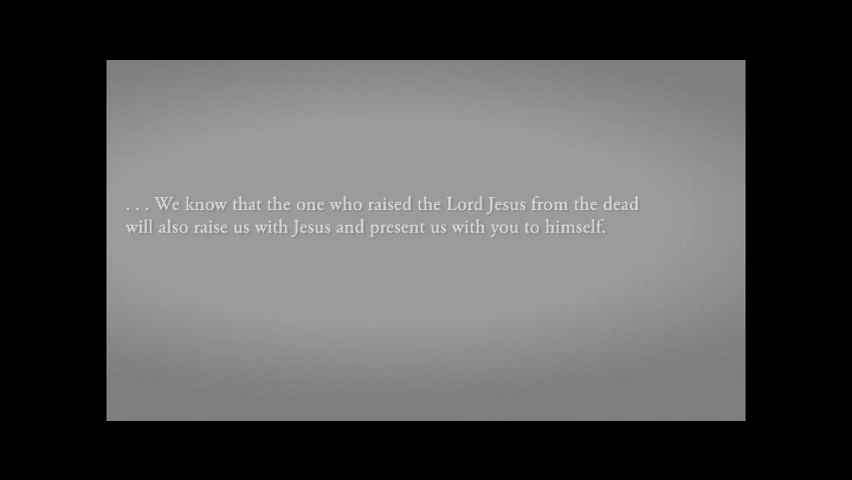 . . . We know that the one who raised the Lord Jesus from the dead
will also raise us with Jesus and present us with you to himself.